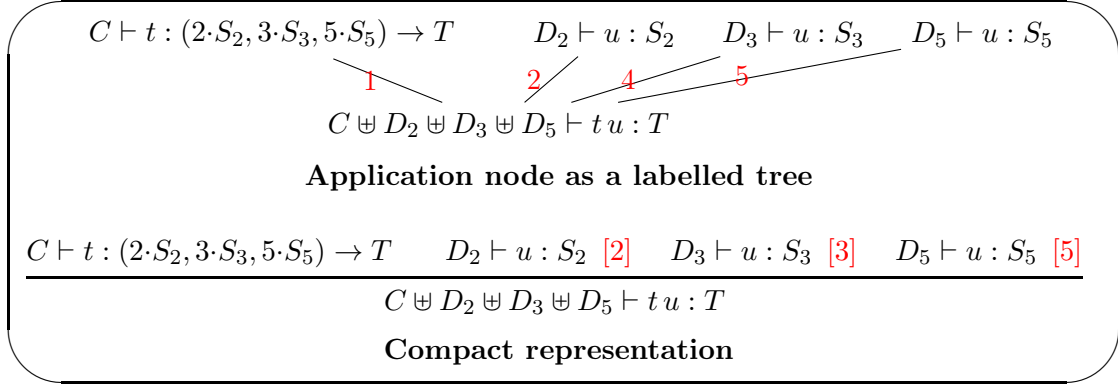 C ⊢ t : (2·S₂, 3·S₃, 5·S₅) → T D₂ ⊢ u : S₂ D₃ ⊢ u : S₃ D₅ ⊢ u : S₅
1 2 4 5
C ⊎ D₂ ⊎ D₃ ⊎ D₅ ⊢ t u : T
Application node as a labelled tree
C ⊢ t : (2·S₂, 3·S₃, 5·S₅) → T D₂ ⊢ u : S₂ [2] D₃ ⊢ u : S₃ [3] D₅ ⊢ u : S₅ [5]
C ⊎ D₂ ⊎ D₃ ⊎ D₅ ⊢ t u : T
Compact representation